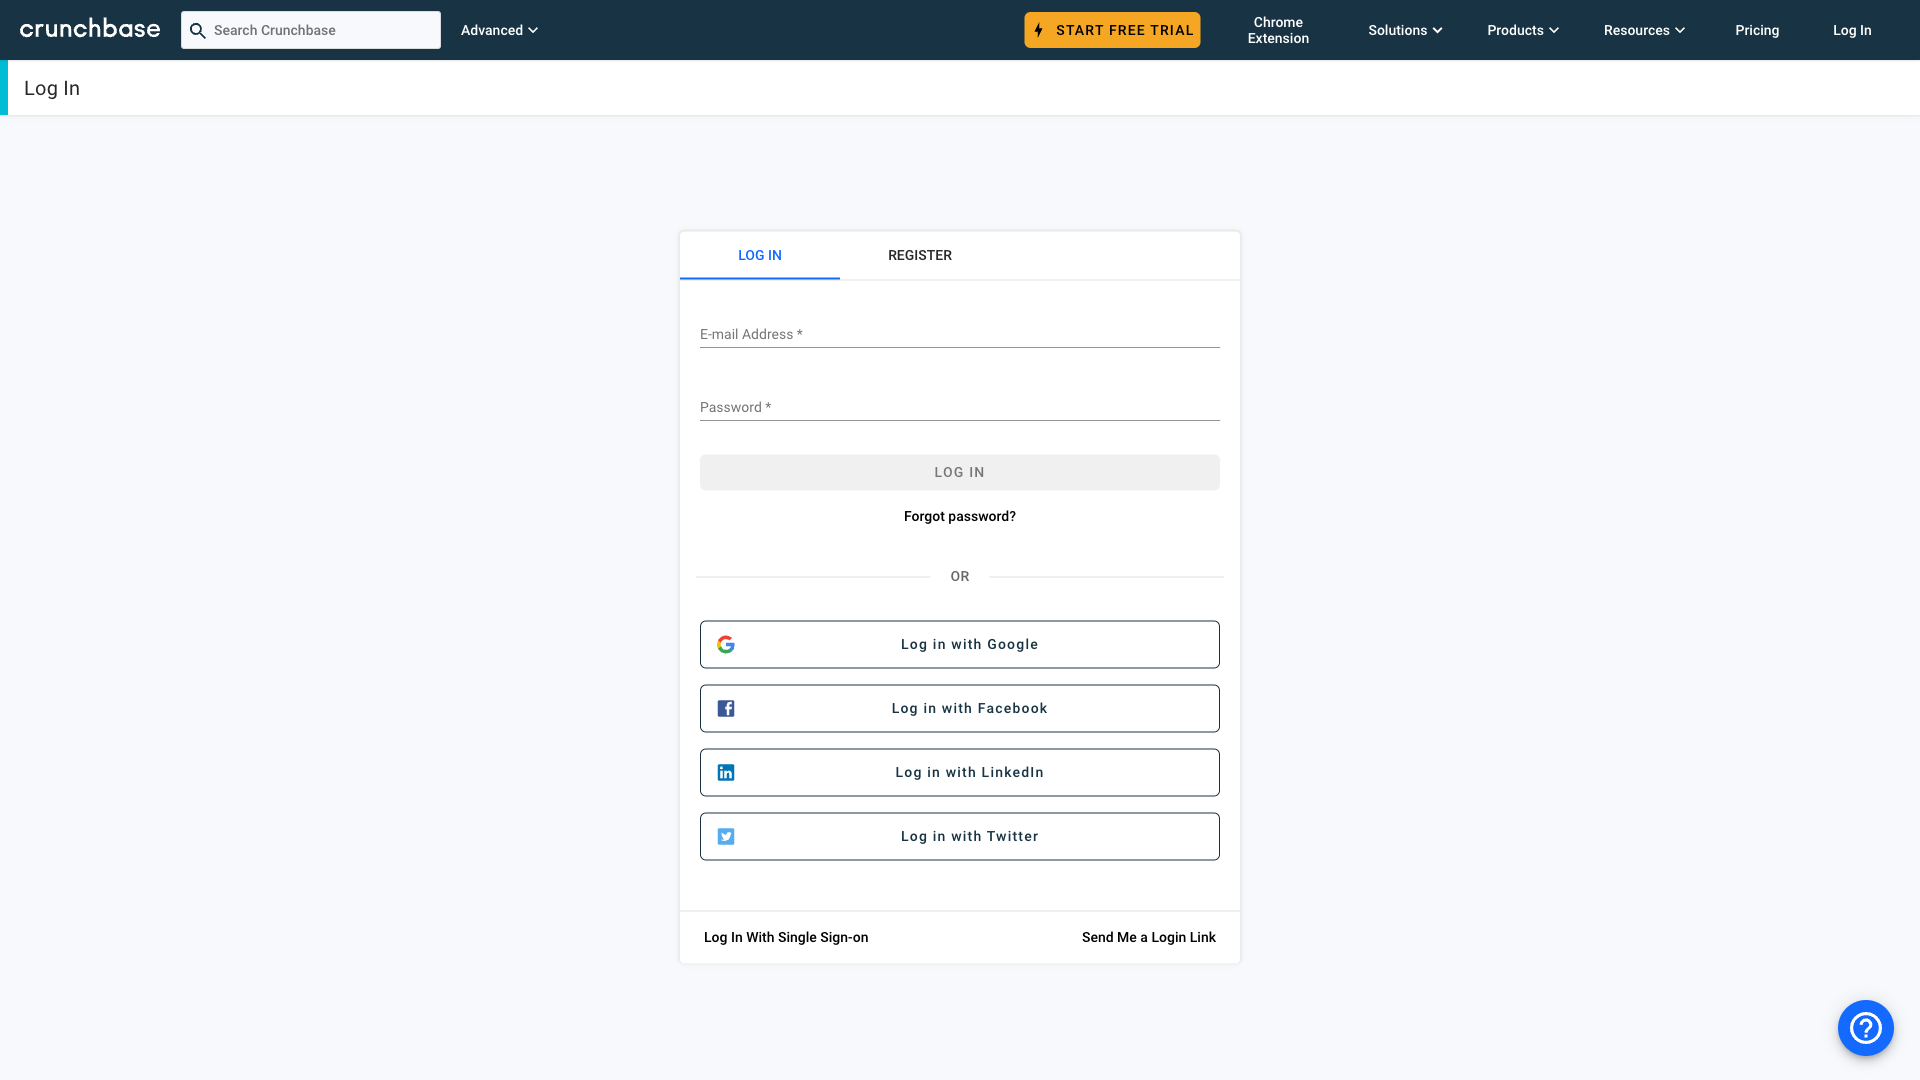 crunchbase
Search Crunchbase
Advanced
START FREE TRIAL
Chrome
Extension
Solutions
Products
Resources
Pricing
Log In
Log In
LOG IN
REGISTER
E-mail Address *
Password *
LOG IN
Forgot password?
OR
Log in with Google
Log in with Facebook
Log in with LinkedIn
Log in with Twitter
Log In With Single Sign-on
Send Me a Login Link